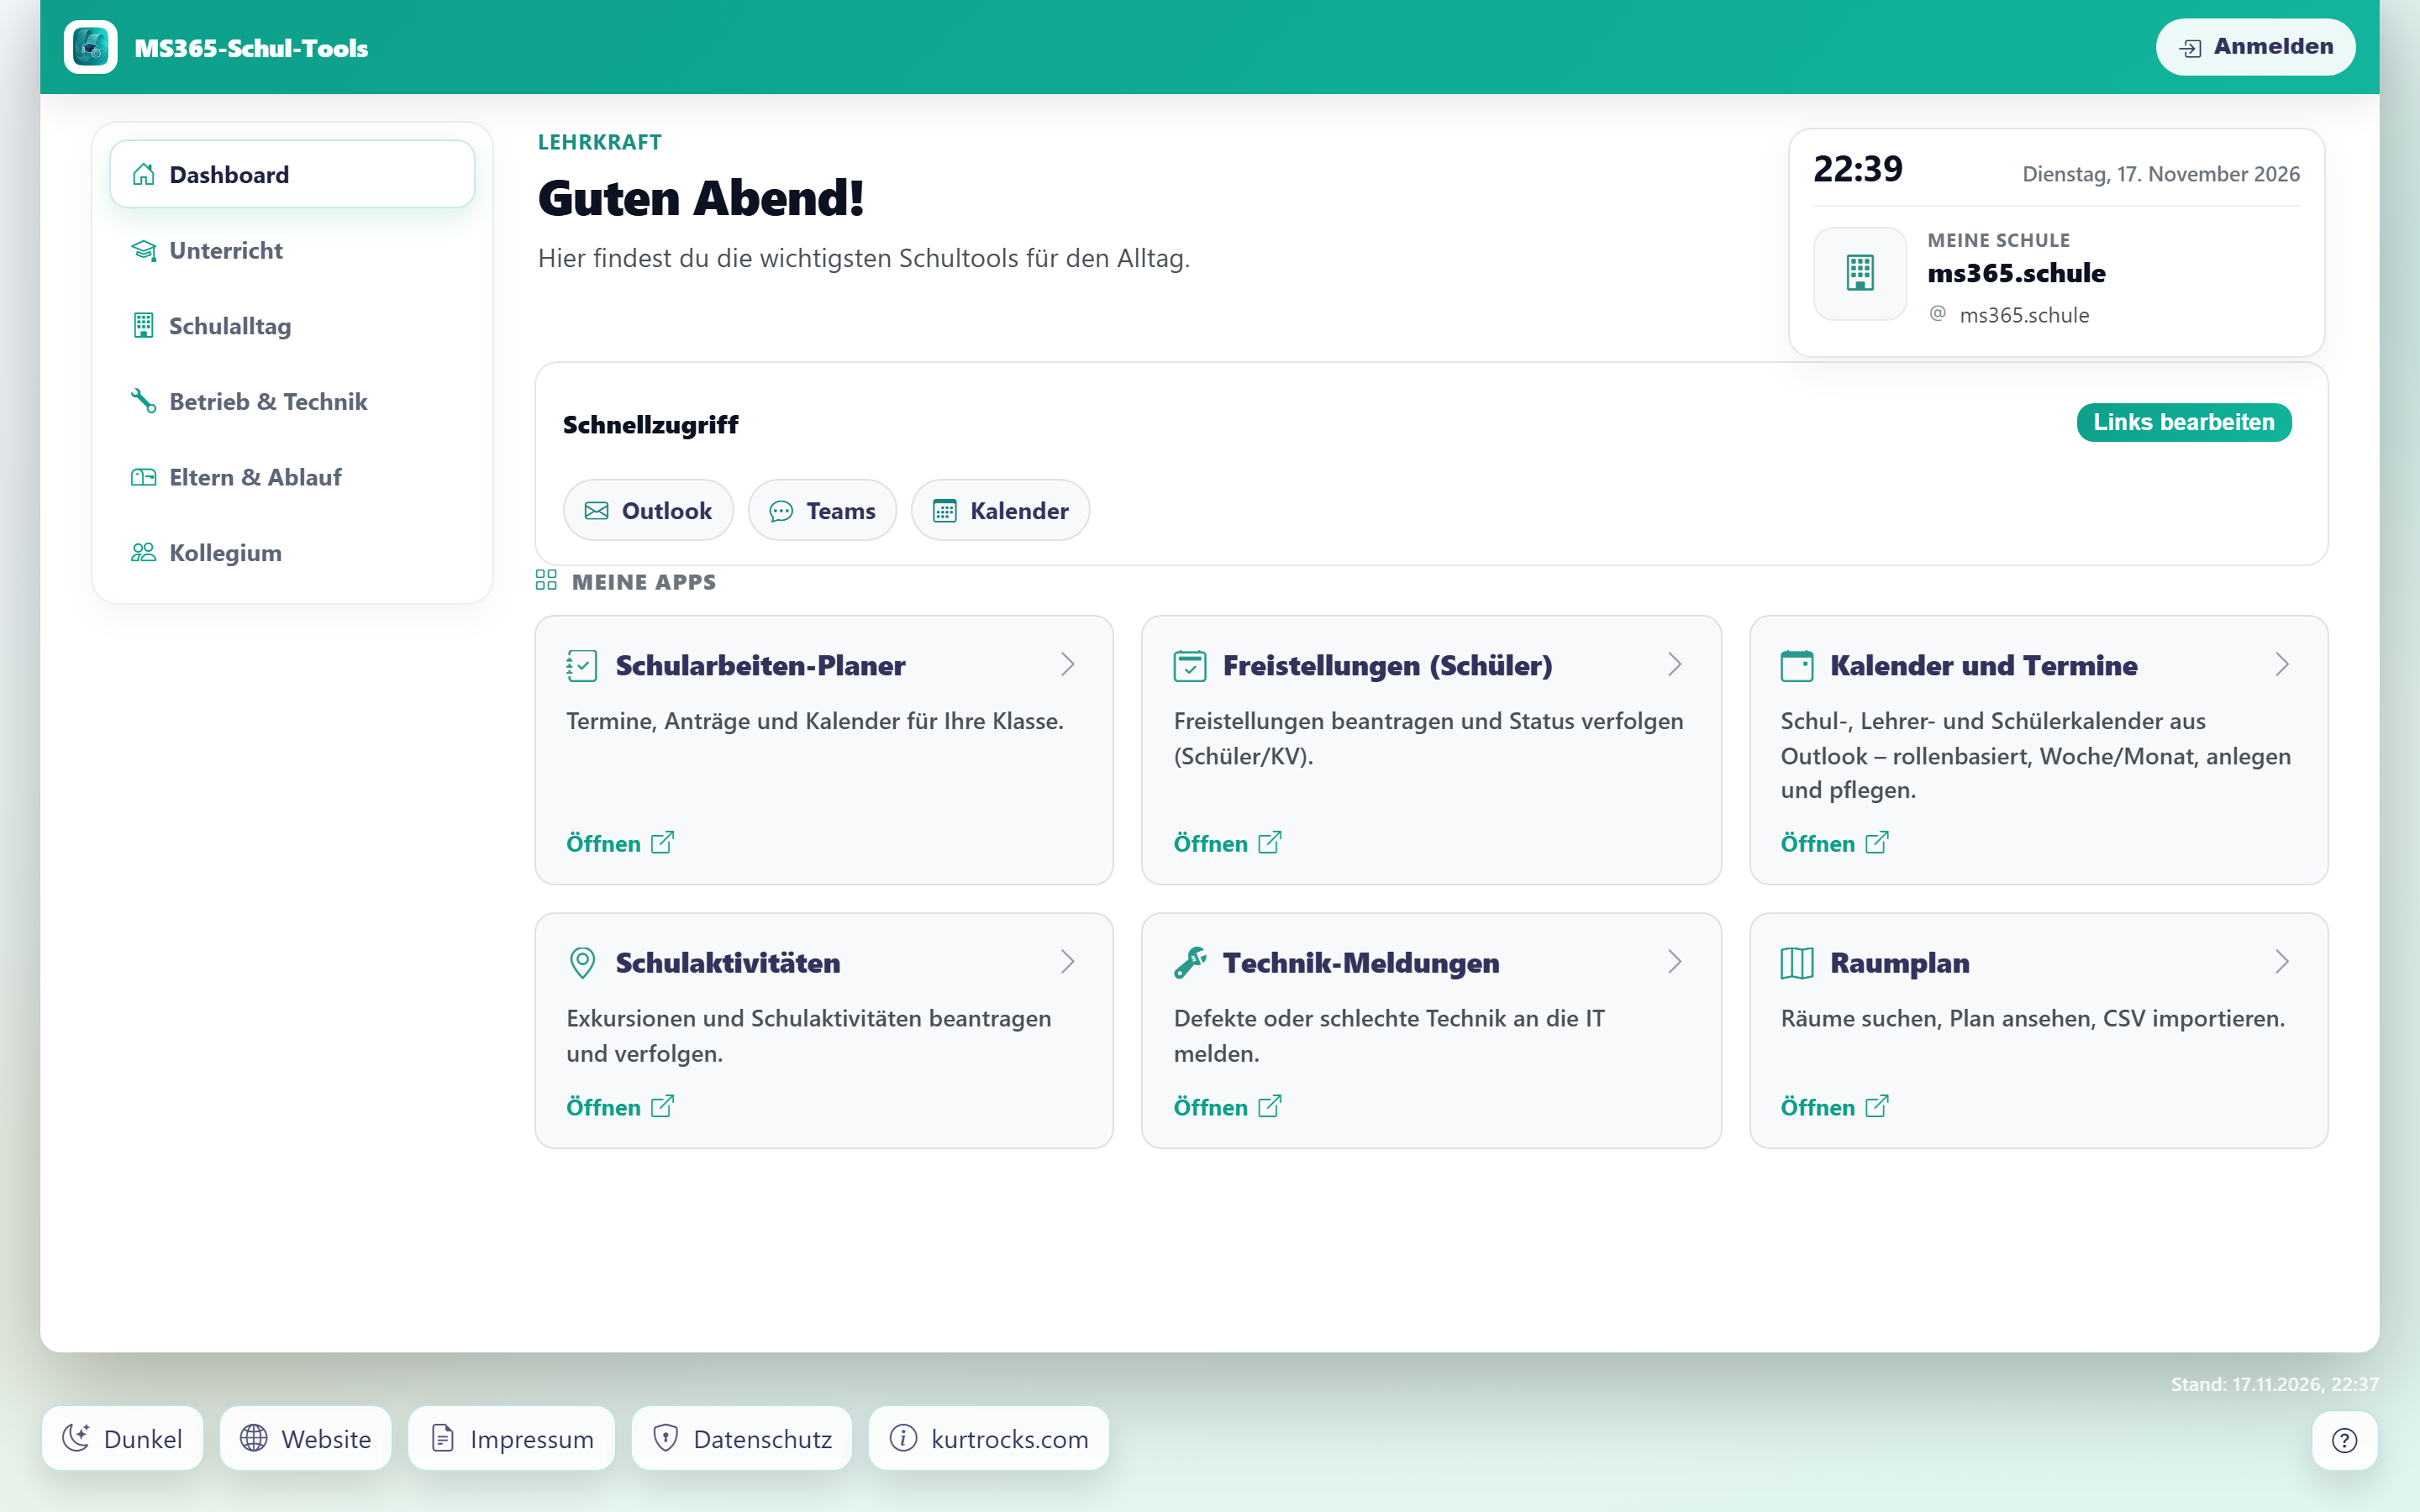 MS365-Schul-Tools
Anmelden
Dashboard
Unterricht
Schulalltag
Betrieb & Technik
Eltern & Ablauf
Kollegium
LEHRKRAFT
Guten Abend!
Hier findest du die wichtigsten Schultools für den Alltag.
22:39
Dienstag, 17. November 2026
MEINE SCHULE
ms365.schule
@ ms365.schule
Schnellzugriff
Links bearbeiten
Outlook
Teams
Kalender
MEINE APPS
Schularbeiten-Planer
Termine, Anträge und Kalender für Ihre Klasse.
Öffnen
Freistellungen (Schüler)
Freistellungen beantragen und Status verfolgen
(Schüler/KV).
Öffnen
Kalender und Termine
Schul-, Lehrer- und Schülerkalender aus
Outlook – rollenbasiert, Woche/Monat, anlegen
und pflegen.
Öffnen
Schulaktivitäten
Exkursionen und Schulaktivitäten beantragen
und verfolgen.
Öffnen
Technik-Meldungen
Defekte oder schlechte Technik an die IT
melden.
Öffnen
Raumplan
Räume suchen, Plan ansehen, CSV importieren.
Öffnen
Stand: 17.11.2026, 22:37
Dunkel
Website
Impressum
Datenschutz
kurtrocks.com